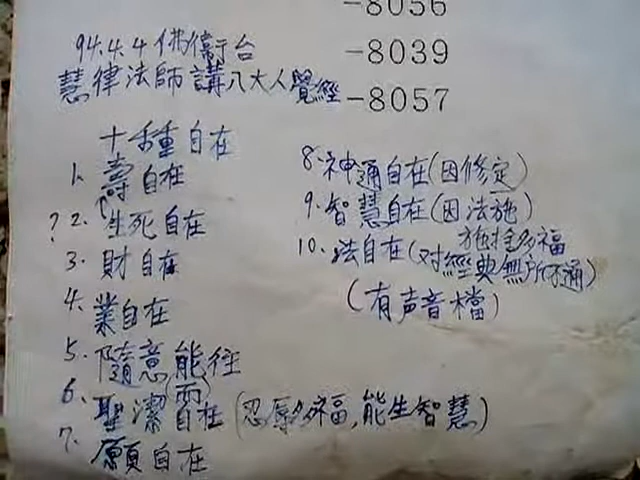 -8056
94.4.4 佛衛台
-8039
慧律法師講八大人覺經
-8057
十種自在
1. 壽自在
? 2. 生死自在
3. 財自在
4. 業自在
5. 隨意能往
6. 聖潔自在(忍辱多福,能生智慧)
(雨)
7. 願自在
8. 神通自在(因修定)
9. 智慧自在(因法施)
施捨多福
10. 法自在(对經典無所不通)
(有声音檔)